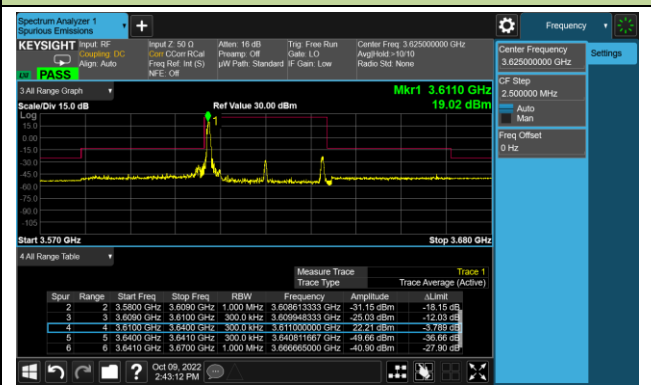 Spectrum Analyzer 1
Spurious Emissions
Frequency
KEYSIGHT Input: RF
Coupling: DC
Align: Auto
LXI PASS
Input Z: 50 Ω
Corr CCorr RCal
Freq Ref: Int (S)
NFE: Off
Atten: 16 dB
Preamp: Off
µW Path: Standard
Trig: Free Run
Gate: LO
IF Gain: Low
Center Freq: 3.625000000 GHz
Avg|Hold:>10/10
Radio Std: None
Center Frequency
3.625000000 GHz
Settings
CF Step
2.500000 MHz
Auto
Man
Freq Offset
0 Hz
3 All Range Graph
Mkr1 3.6110 GHz
Scale/Div 15.0 dB
Ref Value 30.00 dBm
19.02 dBm
Log
1
15.0
0.00
-15.0
-30.0
-45.0
-60.0
-75.0
-90.0
-105
Start 3.570 GHz
Stop 3.680 GHz
4 All Range Table
Measure Trace Trace 1
Trace Type Trace Average (Active)
Spur Range Start Freq Stop Freq RBW Frequency Amplitude ∆Limit
2 2 3.5800 GHz 3.6090 GHz 1.000 MHz 3.608613333 GHz -31.15 dBm -18.15 dB
3 3 3.6090 GHz 3.6100 GHz 300.0 kHz 3.609948333 GHz -25.03 dBm -12.03 dB
4 4 3.6100 GHz 3.6400 GHz 300.0 kHz 3.611000000 GHz 22.21 dBm -3.789 dB
5 5 3.6400 GHz 3.6410 GHz 300.0 kHz 3.640811667 GHz -49.66 dBm -36.66 dB
6 6 3.6410 GHz 3.6700 GHz 1.000 MHz 3.666665000 GHz -40.90 dBm -27.90 dB
?
Oct 09, 2022
2:43:12 PM